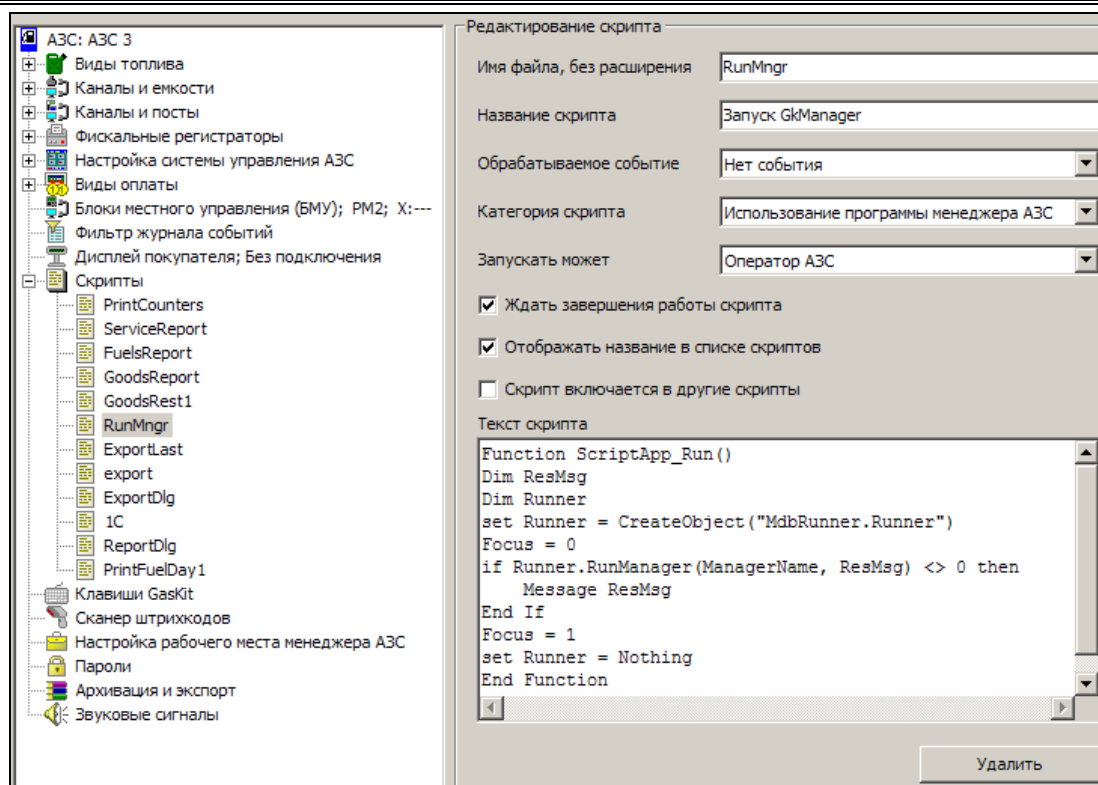 АЗС: АЗС 3
Виды топлива
Каналы и емкости
Каналы и посты
Фискальные регистраторы
Настройка системы управления АЗС
Виды оплаты
Блоки местного управления (БМУ); PM2; X:---
Фильтр журнала событий
Дисплей покупателя; Без подключения
Скрипты
PrintCounters
ServiceReport
FuelsReport
GoodsReport
GoodsRest1
RunMngr
ExportLast
export
ExportDlg
1C
ReportDlg
PrintFuelDay1
Клавиши GasKit
Сканер штрихкодов
Настройка рабочего места менеджера АЗС
Пароли
Архивация и экспорт
Звуковые сигналы
Редактирование скрипта
Имя файла, без расширения RunMngr
Название скрипта Запуск GkManager
Обрабатываемое событие Нет события
Категория скрипта Использование программы менеджера АЗС
Запускать может Оператор АЗС
Ждать завершения работы скрипта
Отображать название в списке скриптов
Скрипт включается в другие скрипты
Текст скрипта
Function ScriptApp_Run()
Dim ResMsg
Dim Runner
set Runner = CreateObject("MdbRunner.Runner")
Focus = 0
if Runner.RunManager(ManagerName, ResMsg) <> 0 then
Message ResMsg
End If
Focus = 1
set Runner = Nothing
End Function
Удалить